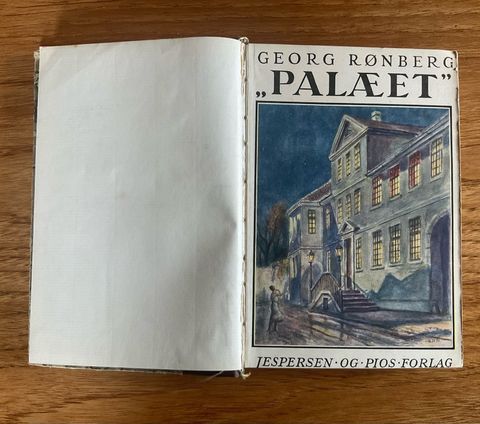 GEORG RØNBERG
„PALÆET”
JESPERSEN·OG·PIOS·FORLAG